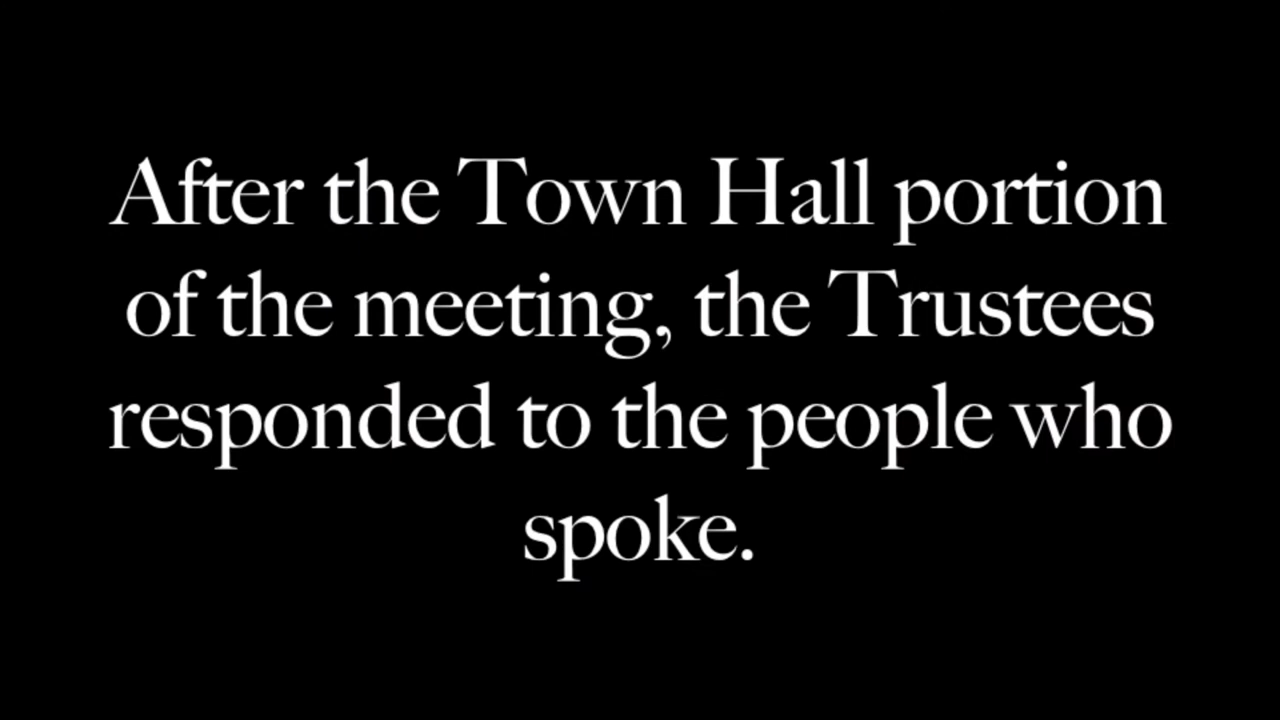 After the Town Hall portion
of the meeting, the Trustees
responded to the people who
spoke.